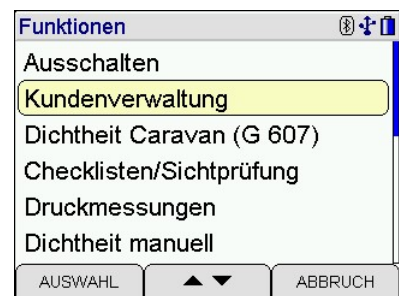 Funktionen
Ausschalten
Kundenverwaltung
Dichtheit Caravan (G 607)
Checklisten/Sichtprüfung
Druckmessungen
Dichtheit manuell
AUSWAHL ▲ ▼ ABBRUCH